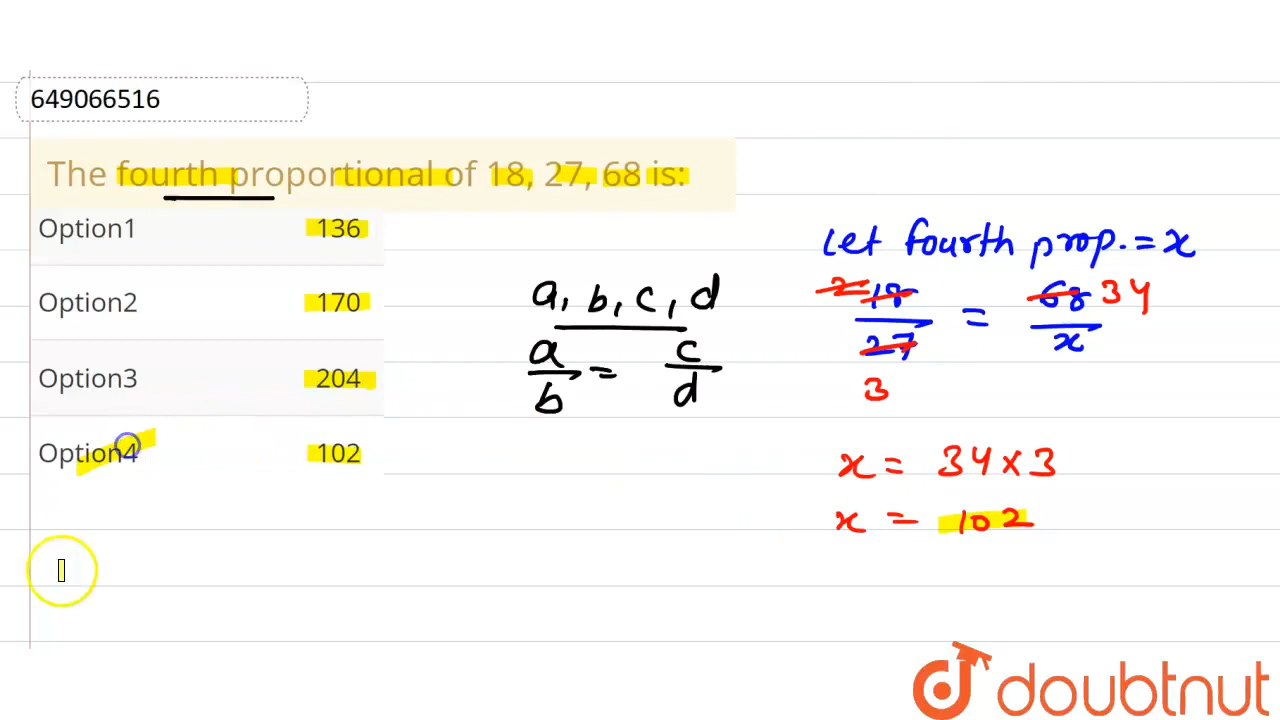 649066516
The fourth proportional of 18, 27, 68 is:
Option1 136
Option2 170
Option3 204
Option4 102
a, b, c, d
a/b = c/d
Let fourth prop. = x
2 18/27 = 68/x 34
3
x = 34 × 3
x = 102
doubtnut